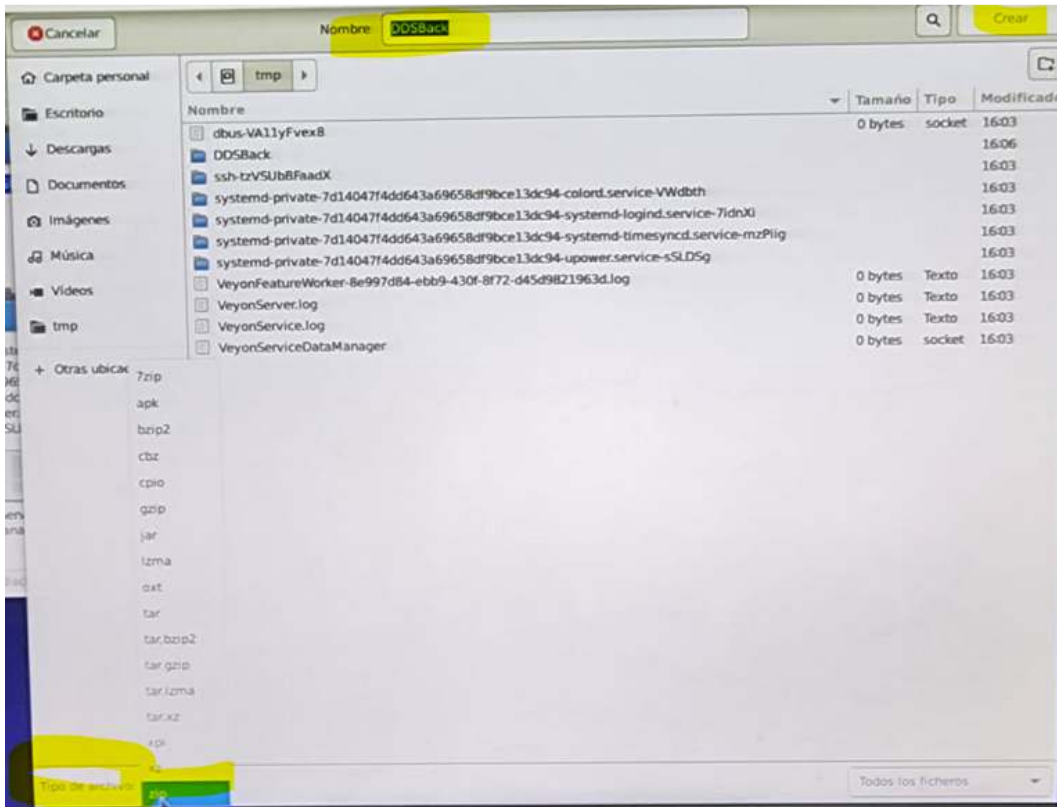 Cancelar
Nombre: DDSBack
Crear
Carpeta personal
Escritorio
Descargas
Documentos
Imágenes
Música
Vídeos
tmp
+ Otras ubicac
tmp
Nombre Tamaño Tipo Modificado
dbus-VA11yFvex8 0 bytes socket 16:03
DDSBack 16:06
ssh-tzVSUbBFaadX 16:03
systemd-private-7d14047f4dd643a69658df9bce13dc94-colord.service-VWdbth 16:03
systemd-private-7d14047f4dd643a69658df9bce13dc94-systemd-logind.service-7idnXi 16:03
systemd-private-7d14047f4dd643a69658df9bce13dc94-systemd-timesyncd.service-mzPiig 16:03
systemd-private-7d14047f4dd643a69658df9bce13dc94-upower.service-sSLDSg 16:03
VeyonFeatureWorker-8e997d84-ebb9-430f-8f72-d45d9821963d.log 0 bytes Texto 16:03
VeyonServer.log 0 bytes Texto 16:03
VeyonService.log 0 bytes Texto 16:03
VeyonServiceDataManager 0 bytes socket 16:03
7zip
apk
bzip2
cbz
cpio
gzip
jar
lzma
oxt
tar
tar.bzip2
tar.gzip
tar.lzma
tar.xz
xpi
xz
zip
Tipo de archivo:
Todos los ficheros